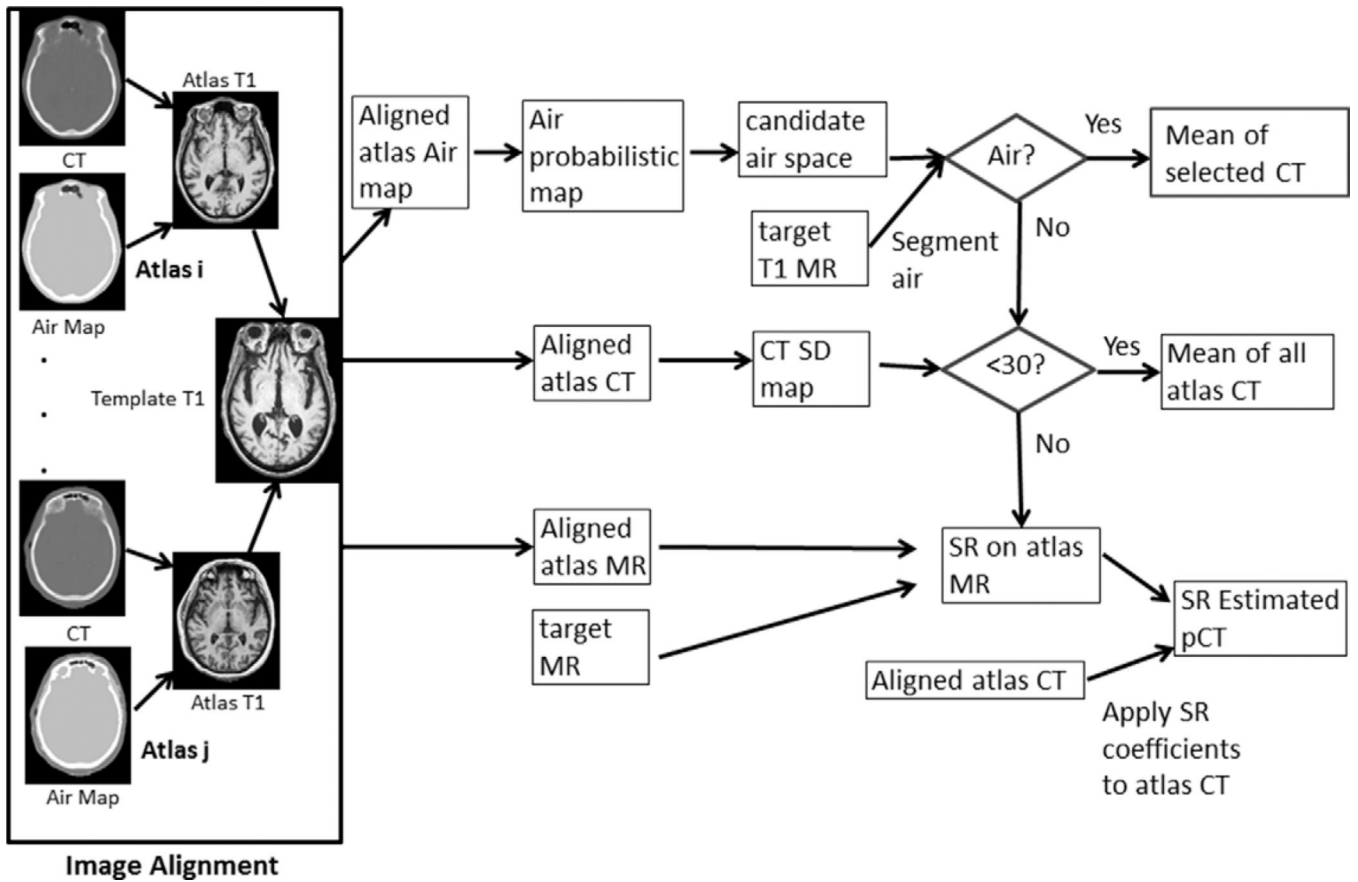 CT
Atlas T1
Atlas i
Air Map
Template T1
CT
Atlas T1
Atlas j
Air Map
Image Alignment
Aligned
atlas Air
map
Air
probabilistic
map
candidate
air space
target
T1 MR
Segment
air
Air?
Yes
Mean of
selected CT
No
Aligned
atlas CT
CT SD
map
<30?
Yes
Mean of all
atlas CT
No
Aligned
atlas MR
target
MR
SR on atlas
MR
Aligned atlas CT
SR Estimated
pCT
Apply SR
coefficients
to atlas CT